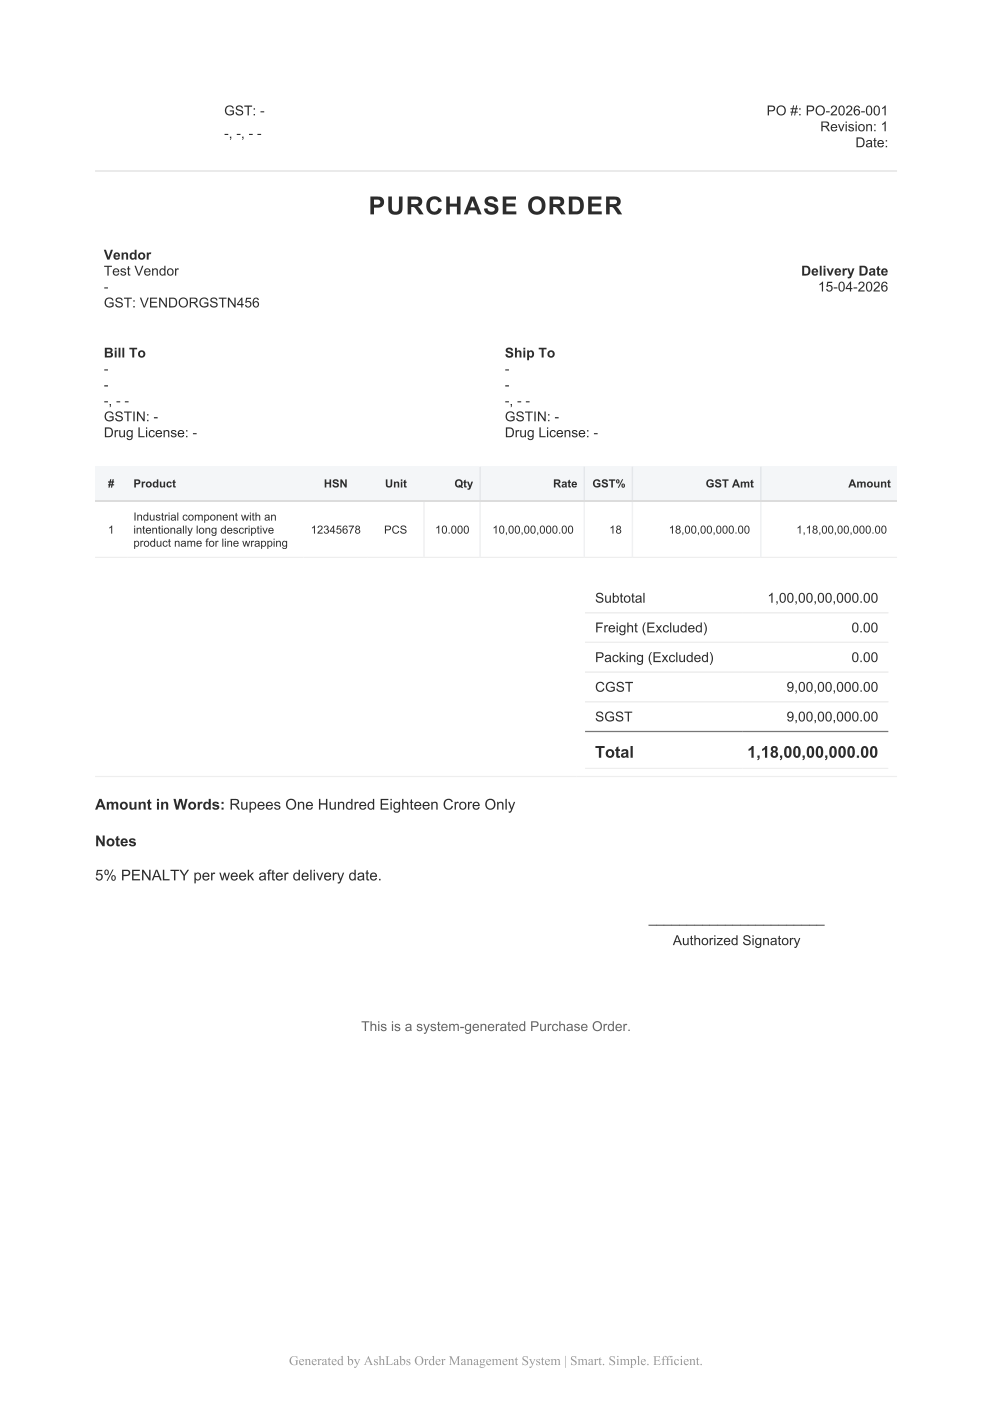 GST: -
-, -, - -
PO #: PO-2026-001
Revision: 1
Date:
PURCHASE ORDER
Vendor
Test Vendor
-
GST: VENDORGSTN456
Delivery Date
15-04-2026
Bill To
-
-
-, - -
GSTIN: -
Drug License: -
Ship To
-
-
-, - -
GSTIN: -
Drug License: -
# Product HSN Unit Qty Rate GST% GST Amt Amount
1 Industrial component with an
intentionally long descriptive
product name for line wrapping
12345678 PCS 10.000 10,00,00,000.00 18 18,00,00,000.00 1,18,00,00,000.00
Subtotal 1,00,00,00,000.00
Freight (Excluded) 0.00
Packing (Excluded) 0.00
CGST 9,00,00,000.00
SGST 9,00,00,000.00
Total 1,18,00,00,000.00
Amount in Words: Rupees One Hundred Eighteen Crore Only
Notes
5% PENALTY per week after delivery date.
Authorized Signatory
This is a system-generated Purchase Order.
Generated by AshLabs Order Management System | Smart. Simple. Efficient.